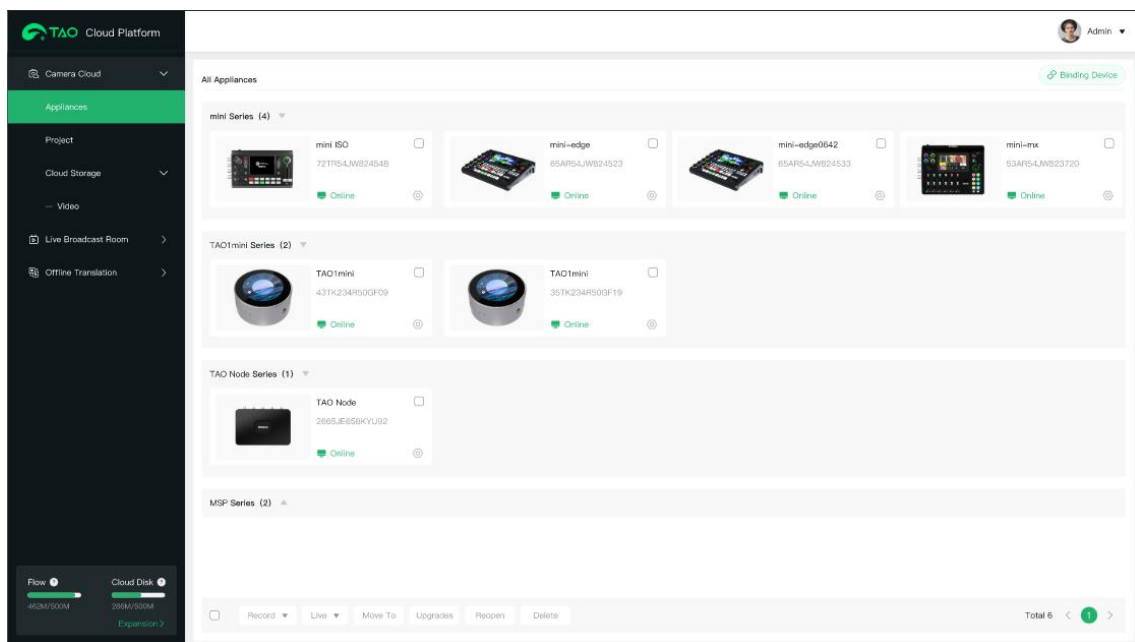 TAO Cloud Platform
Admin
Camera Cloud
Appliances
Project
Cloud Storage
— Video
Live Broadcast Room
Offline Translation
Flow
Cloud Disk
462M/500M
286M/500M
Expansion >
All Appliances
Binding Device
mini Series (4)
mini ISO
72TR54JW824548
Online
mini-edge
65AR54JW824523
Online
mini-edge0642
65AR54JW824533
Online
mini-mx
53AR54JW823720
Online
TAO1mini Series (2)
TAO1mini
43TK234R50GF09
Online
TAO1mini
35TK234R50GF19
Online
TAO Node Series (1)
TAO Node
2665JE658KYU92
Online
MSP Series (2)
Record
Live
Move To
Upgrades
Reopen
Delete
Total 6
1